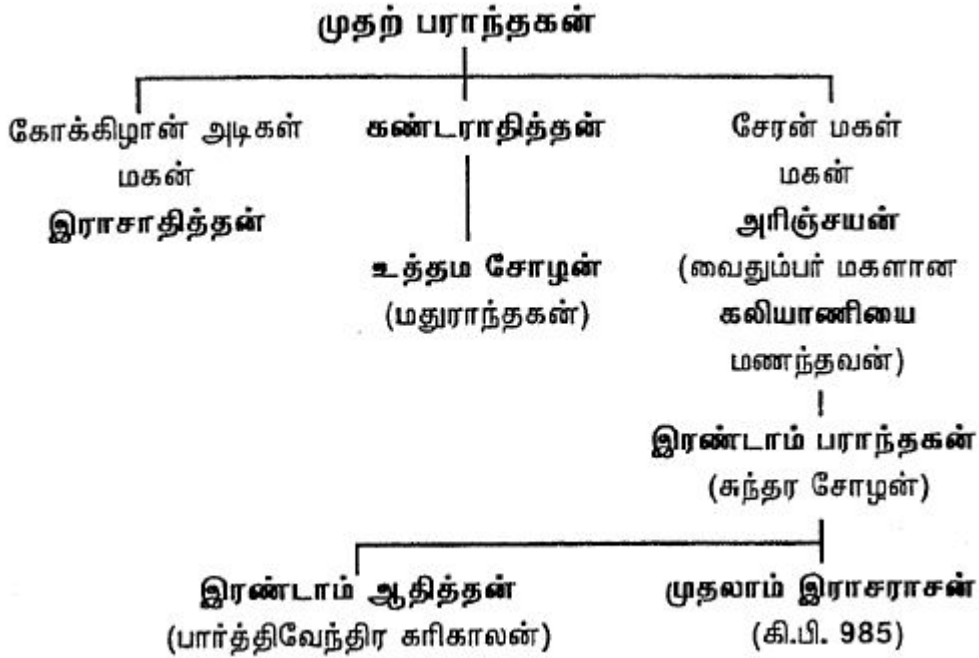 முதற் பராந்தகன்
கோக்கிழான் அடிகள்
மகன்
இராசாதித்தன்
கண்டராதித்தன்
உத்தம சோழன்
(மதுராந்தகன்)
சேரன் மகள்
மகன்
அரிஞ்சயன்
(வைதும்பர் மகளான
கலியாணியை
மணந்தவன்)
இரண்டாம் பராந்தகன்
(சுந்தர சோழன்)
இரண்டாம் ஆதித்தன்
(பார்த்திவேந்திர கரிகாலன்)
முதலாம் இராசராசன்
(கி.பி. 985)